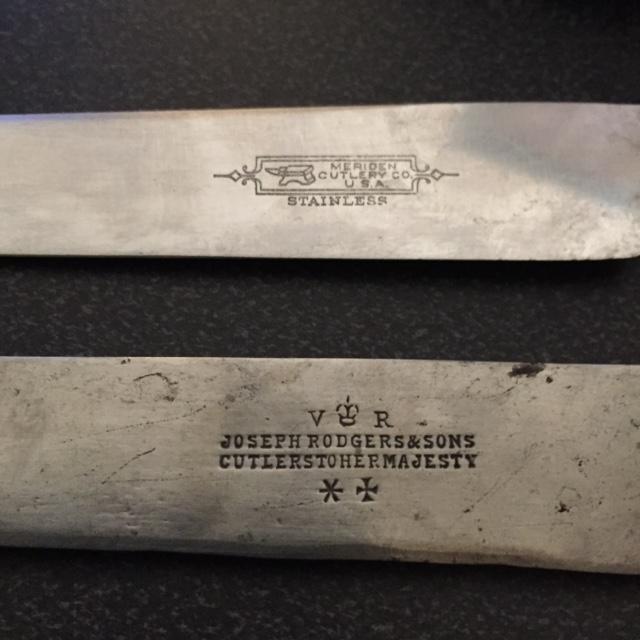 MERIDEN
CUTLERY CO.
U.S.A.
STAINLESS
V R
JOSEPH RODGERS & SONS
CUTLERS TO HER MAJESTY